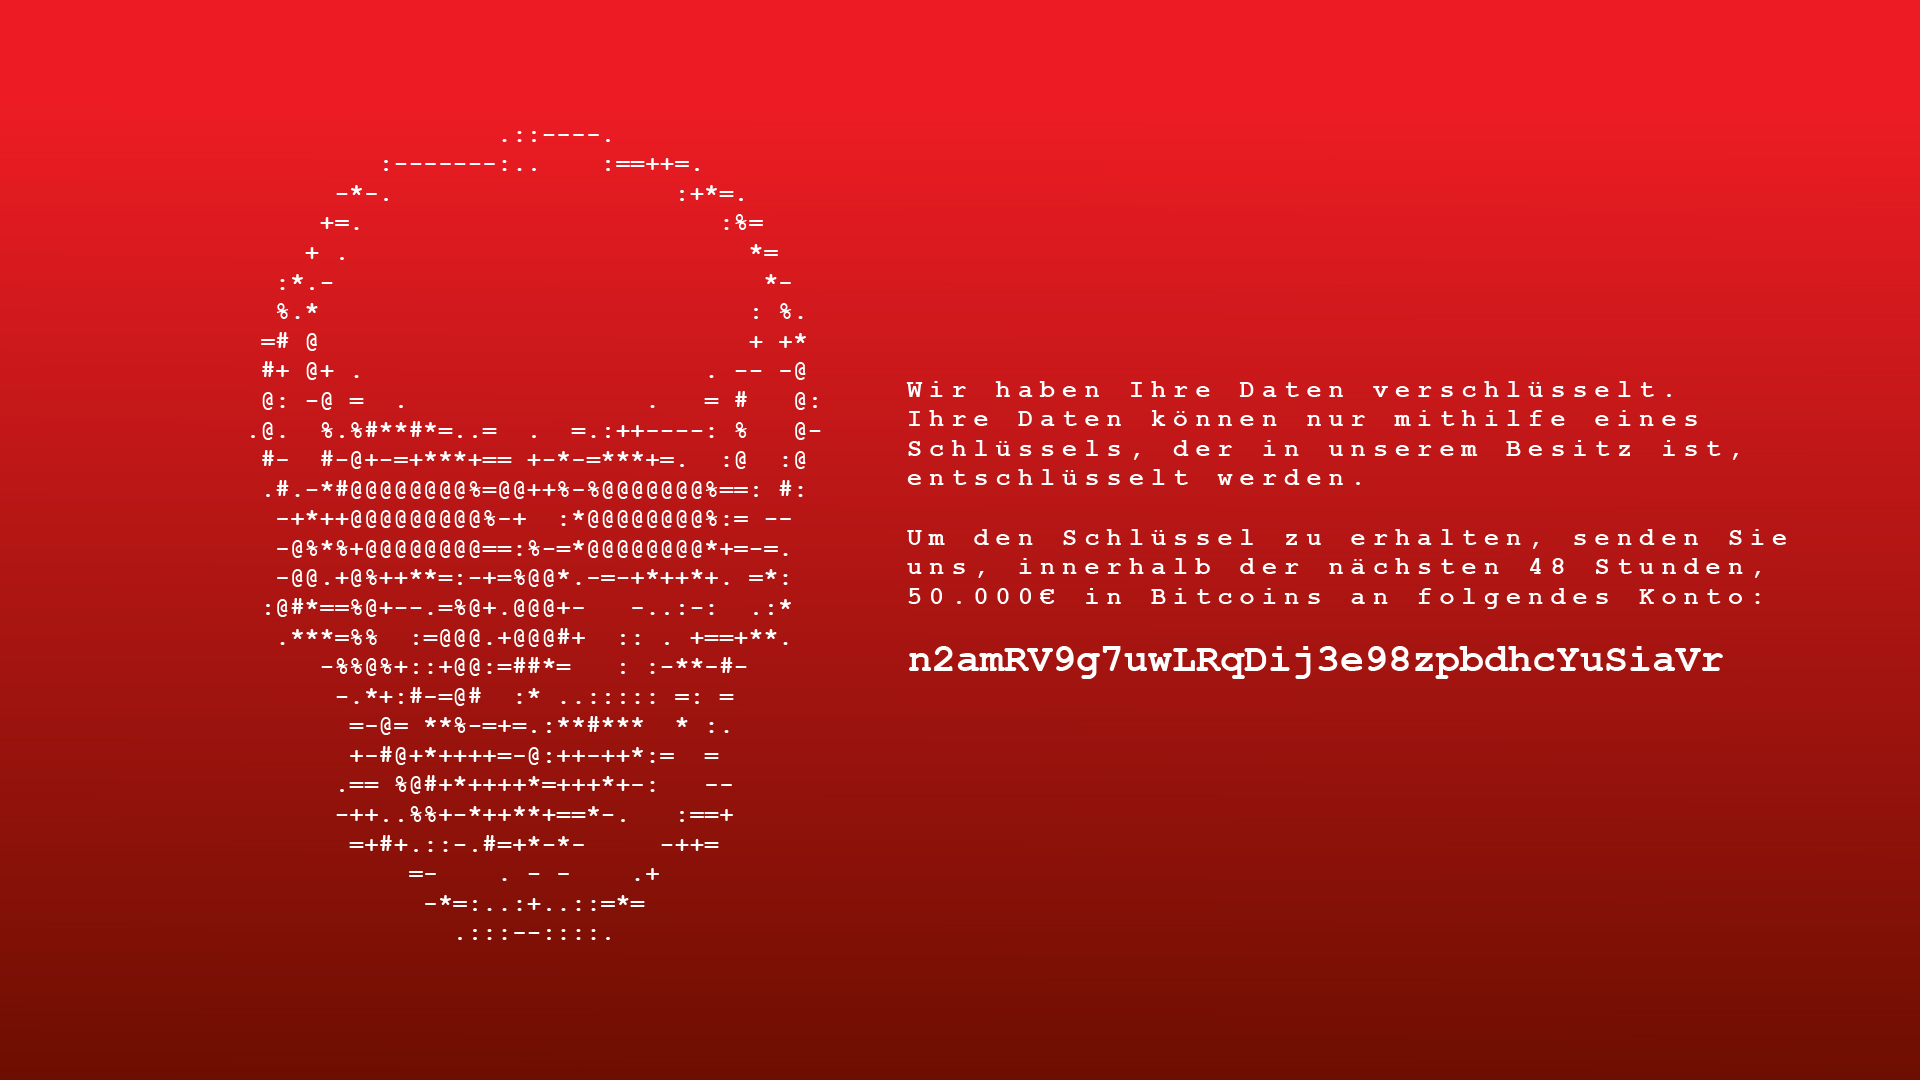 Wir haben Ihre Daten verschlüsselt.
Ihre Daten können nur mithilfe eines
Schlüssels, der in unserem Besitz ist,
entschlüsselt werden.
Um den Schlüssel zu erhalten, senden Sie
uns, innerhalb der nächsten 48 Stunden,
50.000€ in Bitcoins an folgendes Konto:
n2amRV9g7uwLRqDij3e98zpbdhcYuSiaVr